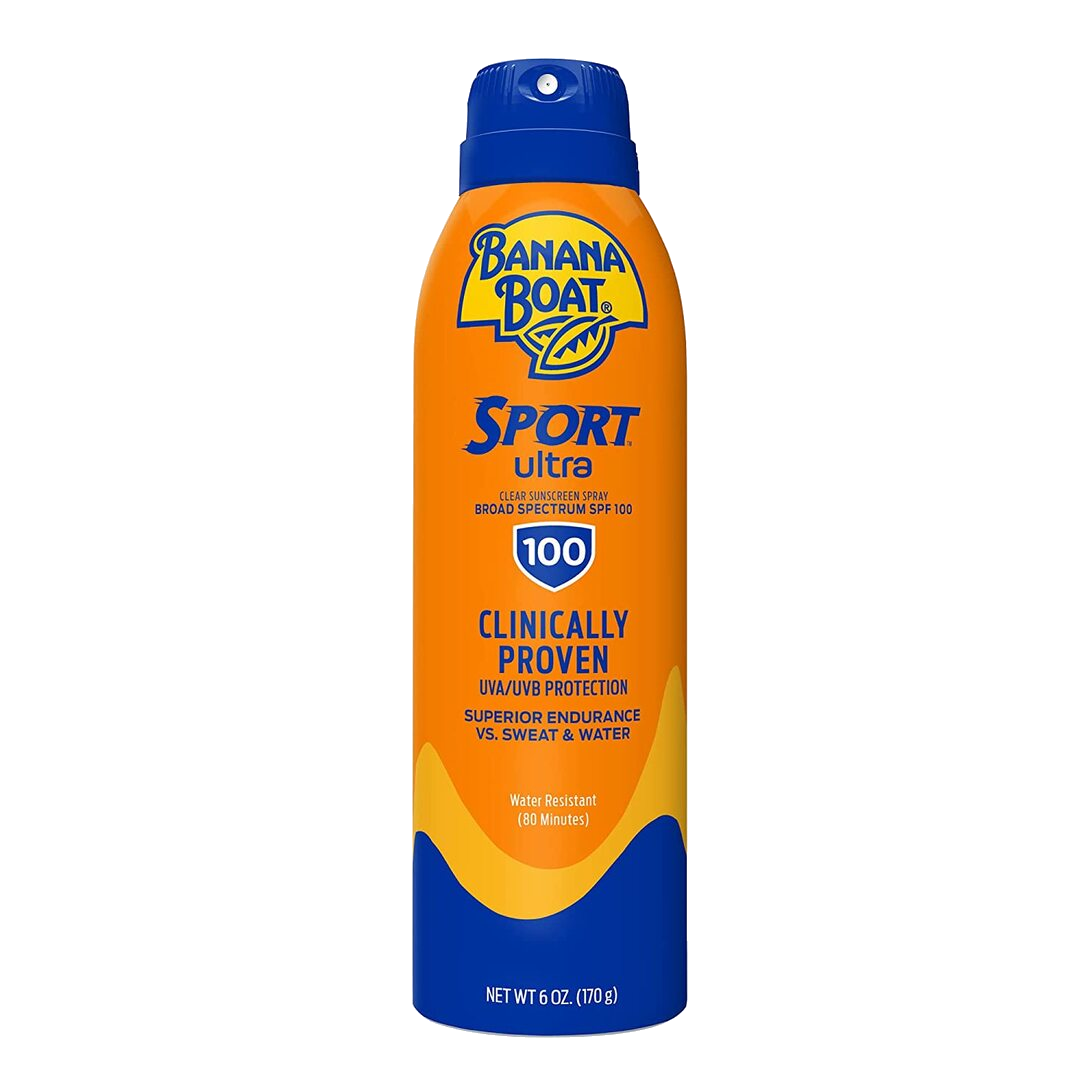 BANANA
BOAT®
SPORT™
ultra
CLEAR SUNSCREEN SPRAY
BROAD SPECTRUM SPF 100
100
CLINICALLY
PROVEN
UVA/UVB PROTECTION
SUPERIOR ENDURANCE
VS. SWEAT & WATER
Water Resistant
(80 Minutes)
NET WT 6 OZ. (170 g)